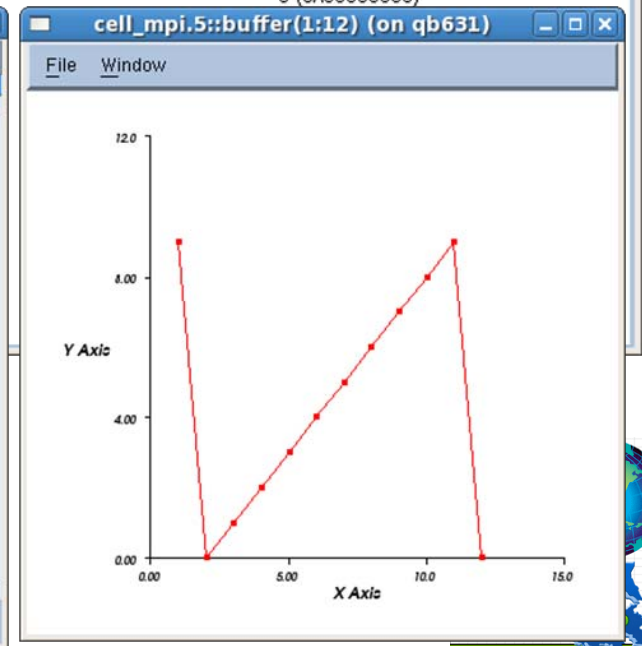 cell_mpi.5::buffer(1:12) (on qb631)
File Window
12.0
8.00
Y Axis
4.00
0.00
0.00 5.00 10.0 15.0
X Axis